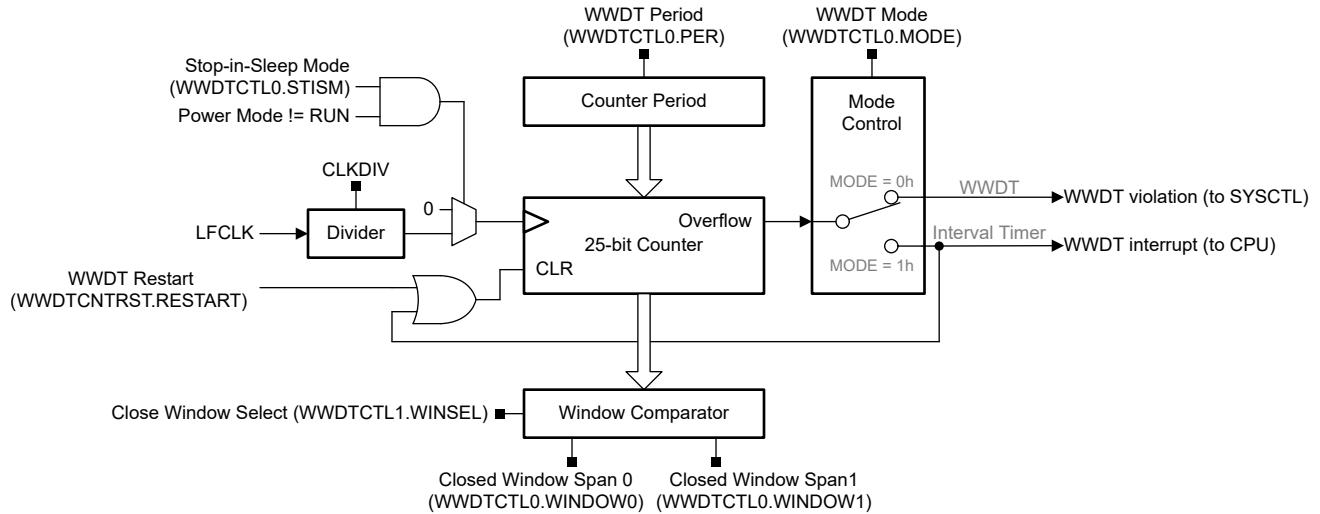 WWDT Period
(WWDTCTL0.PER)
WWDT Mode
(WWDTCTL0.MODE)
Stop-in-Sleep Mode
(WWDTCTL0.STISM)
Power Mode != RUN
Counter Period
Mode
Control
CLKDIV
MODE = 0h
WWDT
WWDT violation (to SYSCTL)
0
Overflow
LFCLK
Divider
25-bit Counter
Interval Timer
WWDT interrupt (to CPU)
MODE = 1h
CLR
WWDT Restart
(WWDTCNTRST.RESTART)
Close Window Select (WWDTCTL1.WINSEL)
Window Comparator
Closed Window Span 0
(WWDTCTL0.WINDOW0)
Closed Window Span1
(WWDTCTL0.WINDOW1)